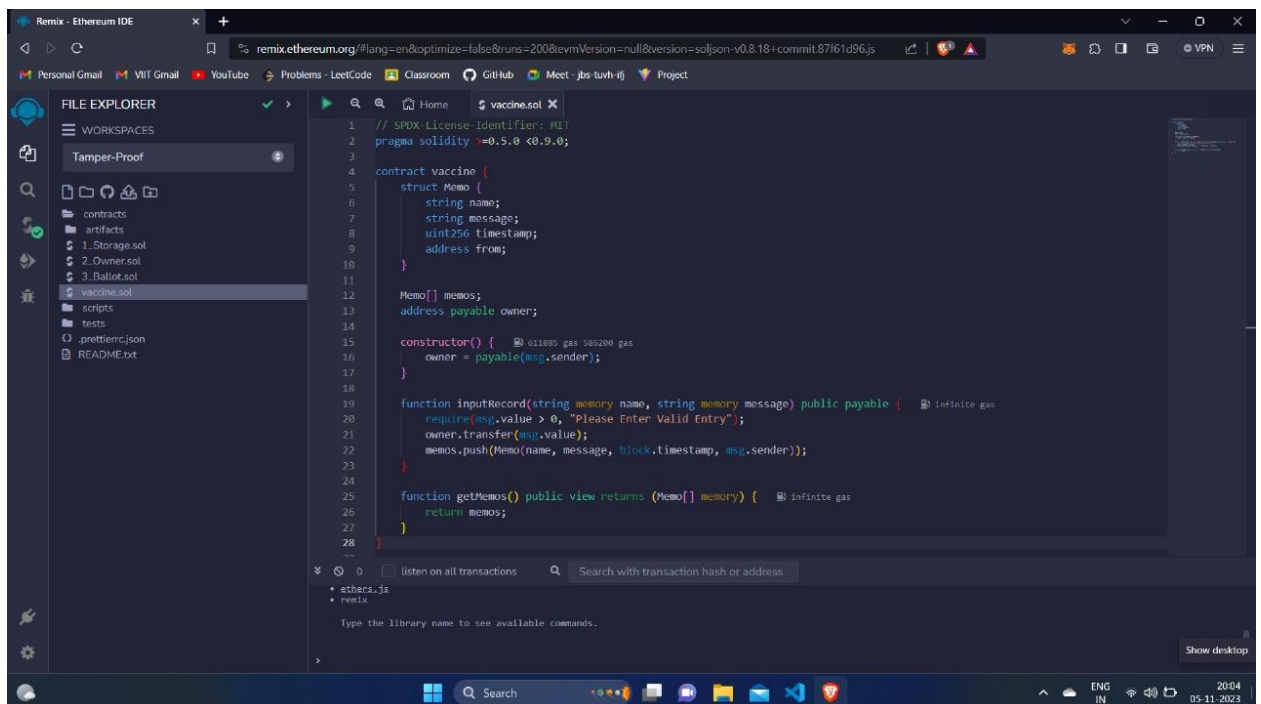 Remix - Ethereum IDE
remix.ethereum.org/#lang=en&optimize=false&runs=200&evmVersion=null&version=soljson-v0.8.18+commit.87f61d96.js
VPN
Personal Gmail VIIT Gmail YouTube Problems - LeetCode Classroom GitHub Meet - jbs-tuvh-ifj Project
FILE EXPLORER
WORKSPACES
Tamper-Proof
contracts
artifacts
1_Storage.sol
2_Owner.sol
3_Ballot.sol
vaccine.sol
scripts
tests
.prettierrc.json
README.txt
Home vaccine.sol
1 // SPDX-License-Identifier: MIT
2 pragma solidity >=0.5.0 <0.9.0;
3
4 contract vaccine {
5 struct Memo {
6 string name;
7 string message;
8 uint256 timestamp;
9 address from;
10 }
11
12 Memo[] memos;
13 address payable owner;
14
15 constructor() { 611085 gas 586200 gas
16 owner = payable(msg.sender);
17 }
18
19 function inputRecord(string memory name, string memory message) public payable { infinite gas
20 require(msg.value > 0, "Please Enter Valid Entry");
21 owner.transfer(msg.value);
22 memos.push(Memo(name, message, block.timestamp, msg.sender));
23 }
24
25 function getMemos() public view returns (Memo[] memory) { infinite gas
26 return memos;
27 }
28 }
0 listen on all transactions Search with transaction hash or address
• ethers.js
• remix
Type the library name to see available commands.
>
Show desktop
Search
ENG
IN
20:04
05-11-2023